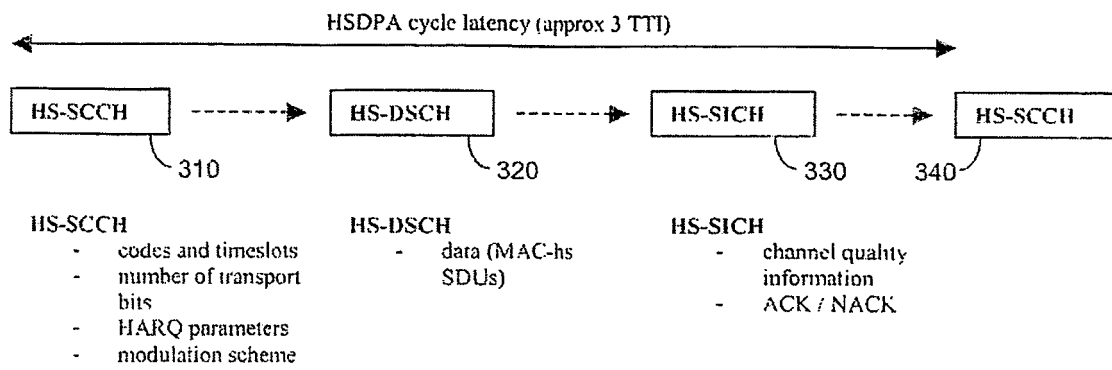 HSDPA cycle latency (approx 3 TTI)
HS-SCCH
HS-DSCH
HS-SICH
HS-SCCH
310
320
330
340
HS-SCCH
- codes and timeslots
- number of transport
bits
- HARQ parameters
- modulation scheme
HS-DSCH
- data (MAC-hs
SDUs)
HS-SICH
- channel quality
information
- ACK / NACK